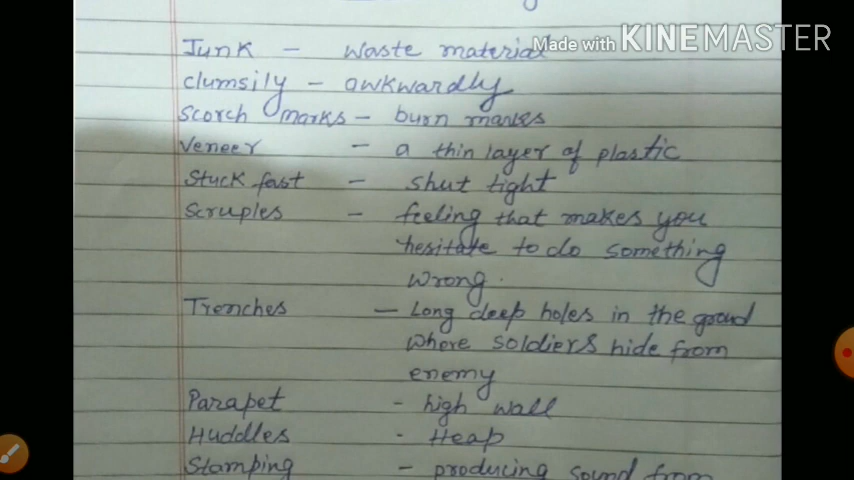 Junk - waste material
Made with KINEMASTER
clumsily - awkwardly
Scorch marks - burn marks
Veneer - a thin layer of plastic
Stuck fast - shut tight
Scruples - feeling that makes you
hesitate to do something
wrong.
Trenches - Long deep holes in the ground
where soldiers hide from
enemy
Parapet - high wall
Huddles - Heap
Stamping - producing sound from